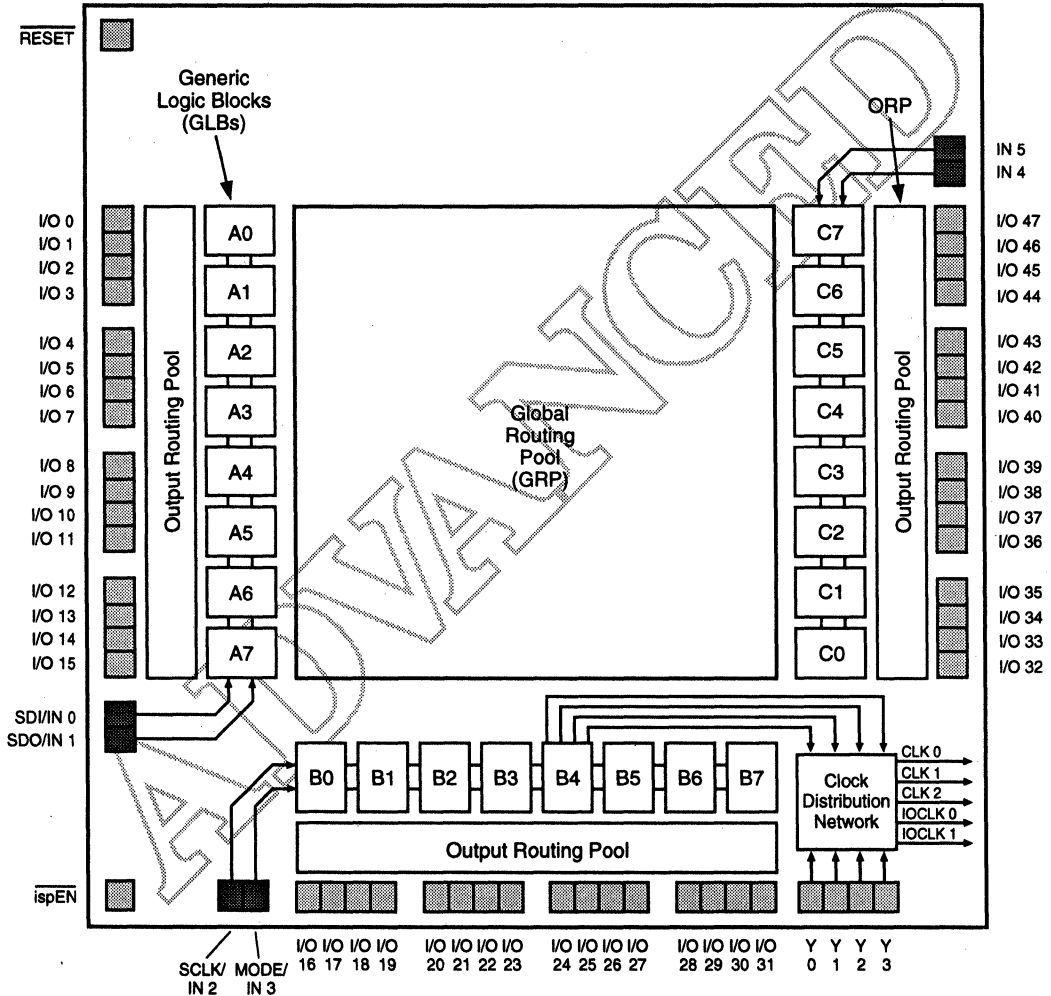 RESET
Generic
Logic Blocks
(GLBs)
ORP
IN 5
IN 4
I/O 0
I/O 1
I/O 2
I/O 3
I/O 4
I/O 5
I/O 6
I/O 7
I/O 8
I/O 9
I/O 10
I/O 11
I/O 12
I/O 13
I/O 14
I/O 15
Output Routing Pool
A0
A1
A2
A3
A4
A5
A6
A7
Global
Routing
Pool
(GRP)
ADVANCED
C7
C6
C5
C4
C3
C2
C1
C0
Output Routing Pool
I/O 47
I/O 46
I/O 45
I/O 44
I/O 43
I/O 42
I/O 41
I/O 40
I/O 39
I/O 38
I/O 37
I/O 36
I/O 35
I/O 34
I/O 33
I/O 32
SDI/IN 0
SDO/IN 1
B0 B1 B2 B3 B4 B5 B6 B7
Output Routing Pool
Clock
Distribution
Network
CLK 0
CLK 1
CLK 2
IOCLK 0
IOCLK 1
ispEN
SCLK/
IN 2
MODE/
IN 3
I/O I/O I/O I/O I/O I/O I/O I/O I/O I/O I/O I/O I/O I/O I/O I/O Y Y Y Y
16 17 18 19 20 21 22 23 24 25 26 27 28 29 30 31 0 1 2 3